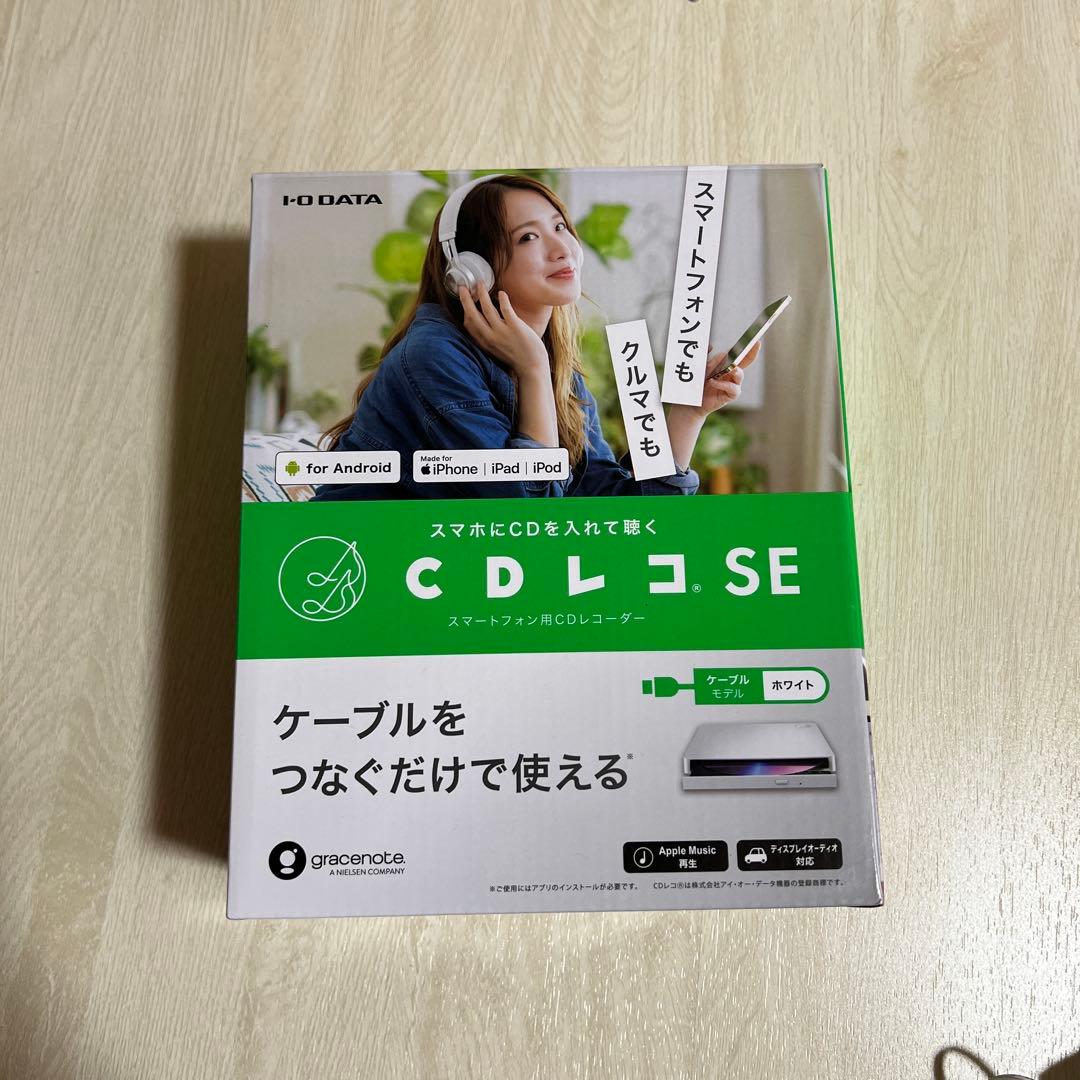 I-O DATA
スマートフォンでも
クルマでも
for Android
Made for
iPhone | iPad | iPod
スマホにCDを入れて聴く
CDレコ® SE
スマートフォン用CDレコーダー
ケーブル
モデル
ホワイト
ケーブルを
つなぐだけで使える※
gracenote.
A NIELSEN COMPANY
Apple Music
再生
ディスプレイオーディオ
対応
※ご使用にはアプリのインストールが必要です。 CDレコ®は株式会社アイ・オー・データ機器の登録商標です。